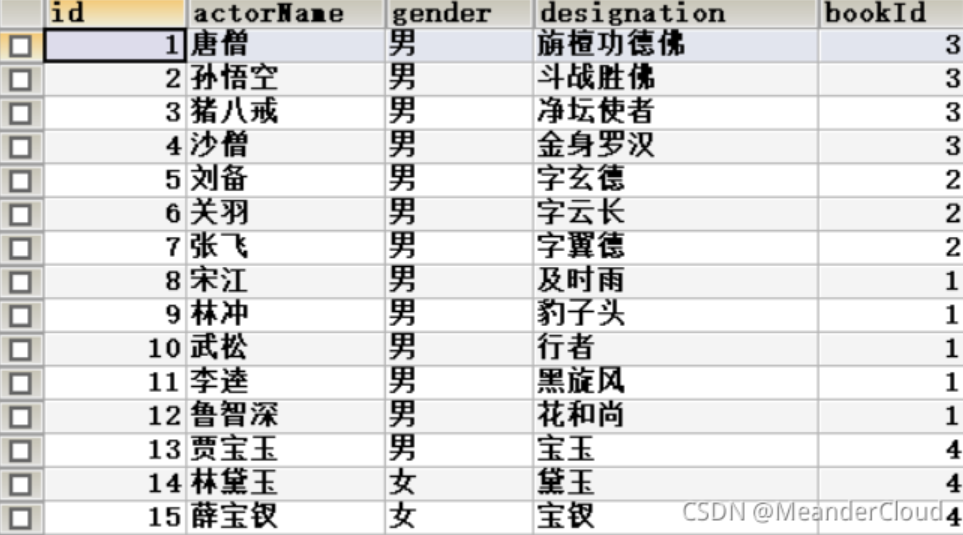 id actorName gender designation bookId
1 唐僧 男 旃檀功德佛 3
2 孙悟空 男 斗战胜佛 3
3 猪八戒 男 净坛使者 3
4 沙僧 男 金身罗汉 3
5 刘备 男 字玄德 2
6 关羽 男 字云长 2
7 张飞 男 字翼德 2
8 宋江 男 及时雨 1
9 林冲 男 豹子头 1
10 武松 男 行者 1
11 李逵 男 黑旋风 1
12 鲁智深 男 花和尚 1
13 贾宝玉 男 宝玉 4
14 林黛玉 女 黛玉 4
15 薛宝钗 女 宝钗 4
CSDN @MeanderCloud